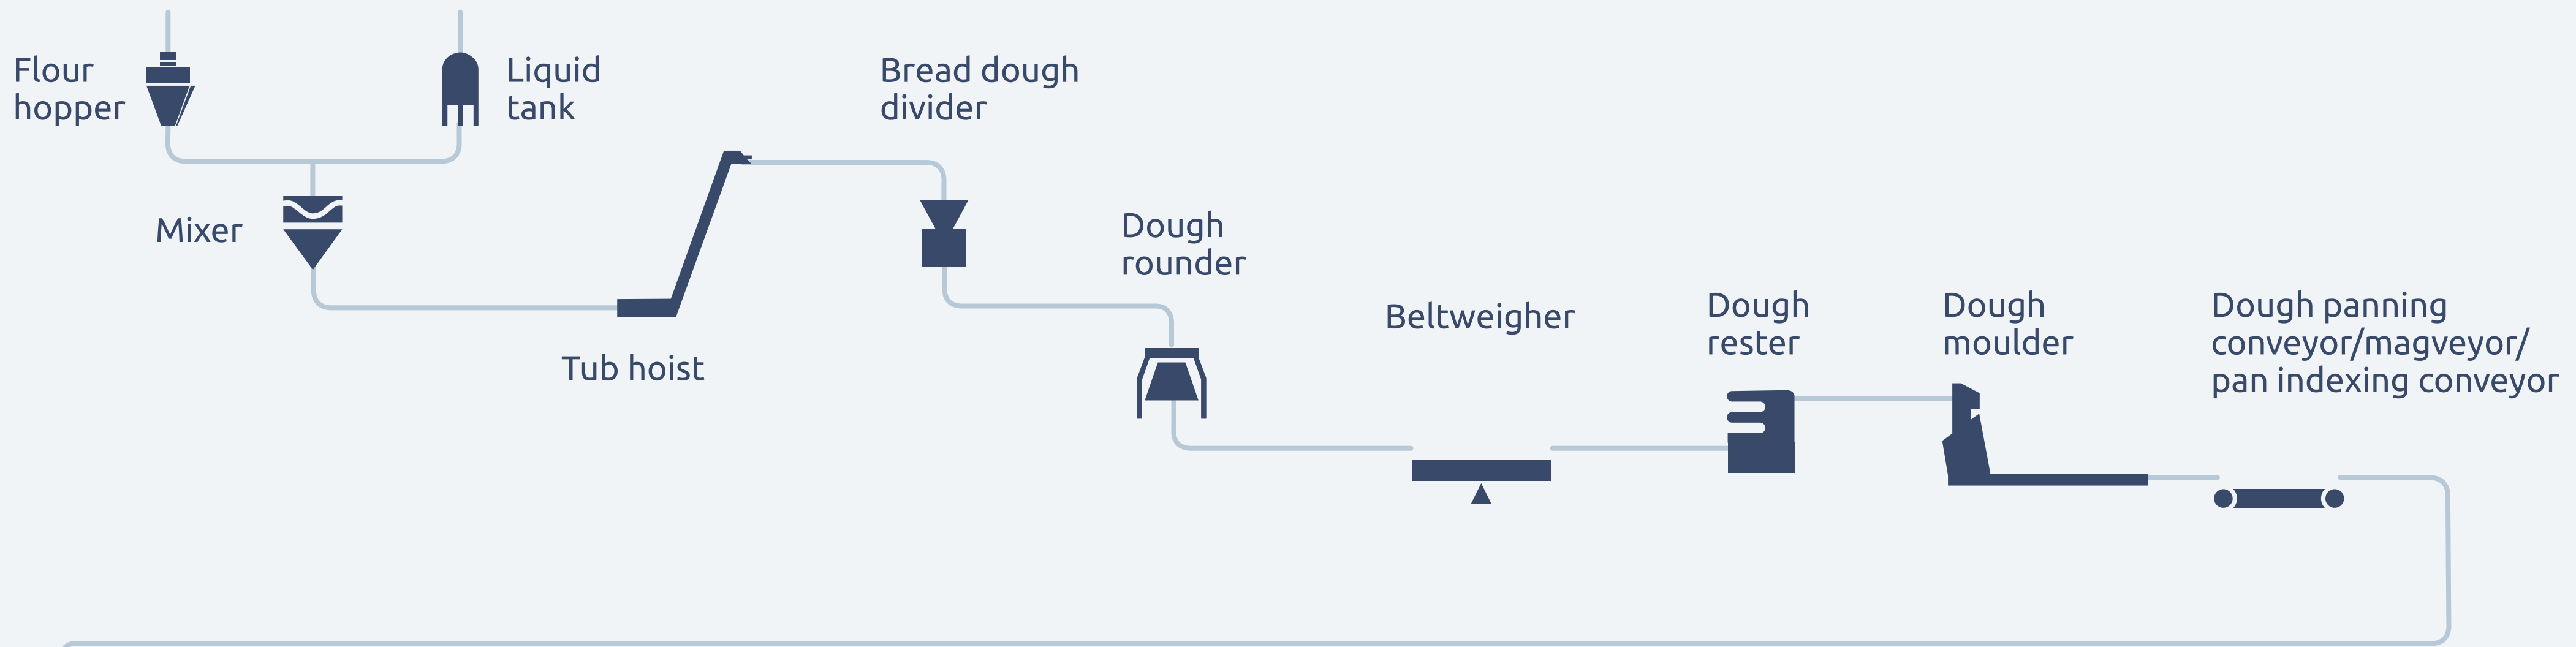 Flour
hopper
Liquid
tank
Bread dough
divider
Mixer
Tub hoist
Dough
rounder
Beltweigher
Dough
rester
Dough
moulder
Dough panning
conveyor/magveyor/
pan indexing conveyor